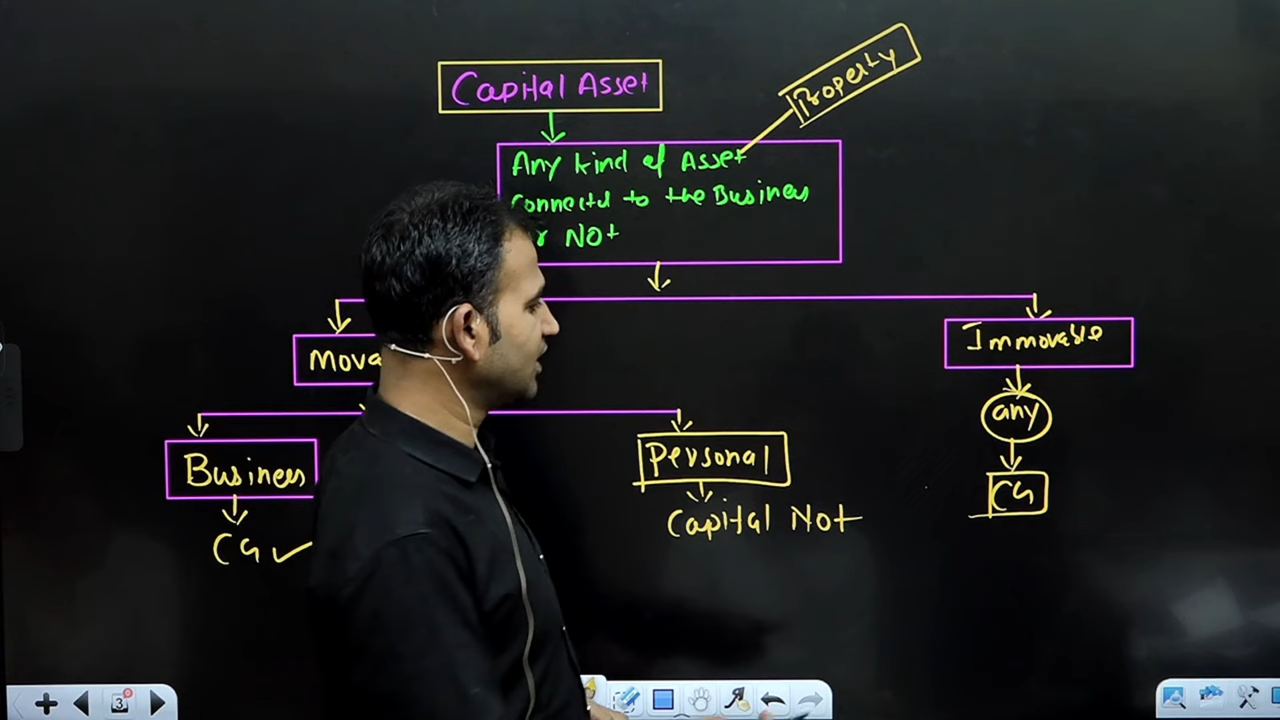 Capital Asset
Property
Any kind of Asset
connected to the Business
NOt
Immovable
any
Business
Personal
CG
CG
Capital Not
3